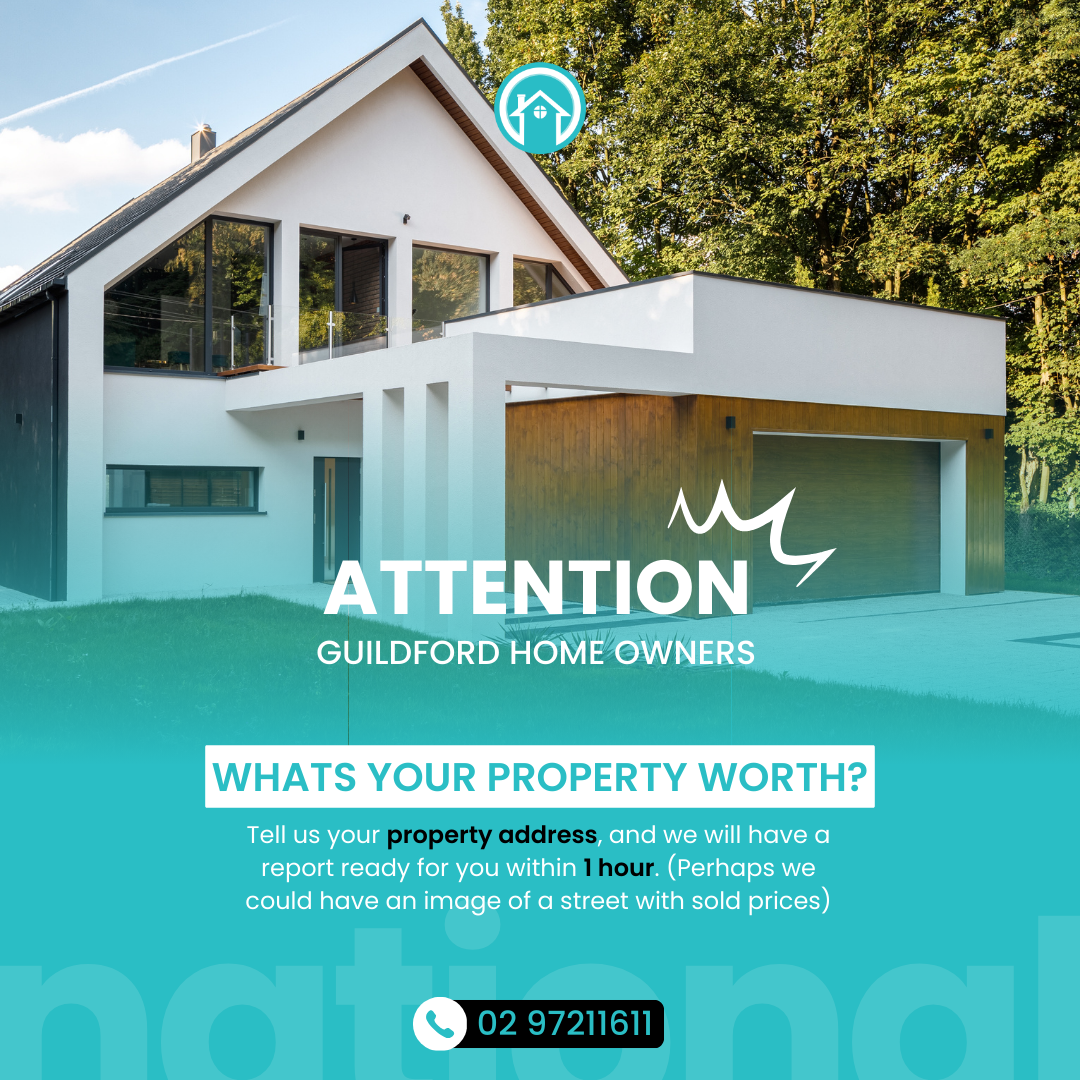 ATTENTION
GUILDFORD HOME OWNERS
WHATS YOUR PROPERTY WORTH?
Tell us your property address, and we will have a
report ready for you within 1 hour. (Perhaps we
could have an image of a street with sold prices)
national
02 97211611